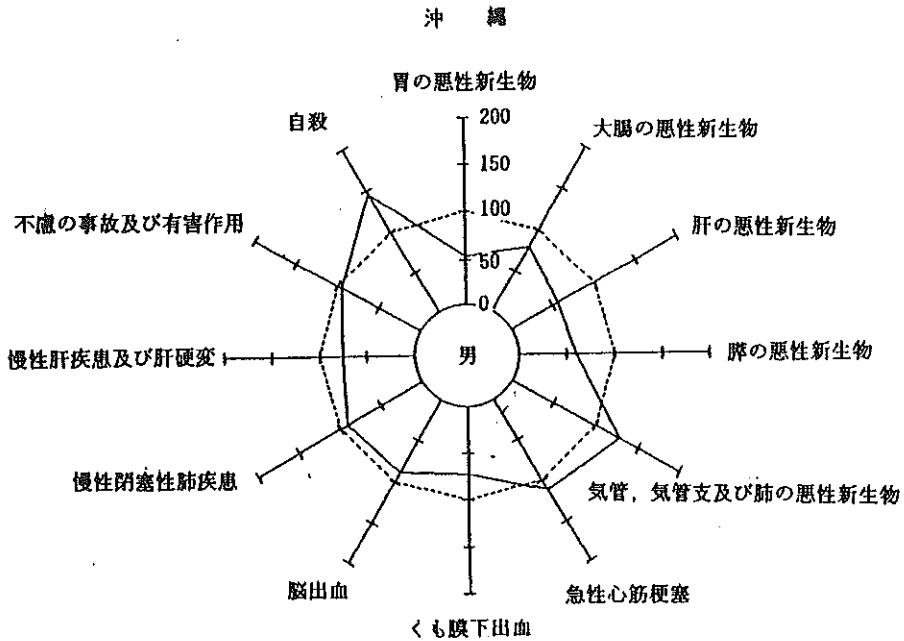 沖縄
胃の悪性新生物
自殺
大腸の悪性新生物
不慮の事故及び有害作用
肝の悪性新生物
200
150
100
50
0
慢性肝疾患及び肝硬変
男
膵の悪性新生物
慢性閉塞性肺疾患
気管，気管支及び肺の悪性新生物
脳出血
急性心筋梗塞
くも膜下出血